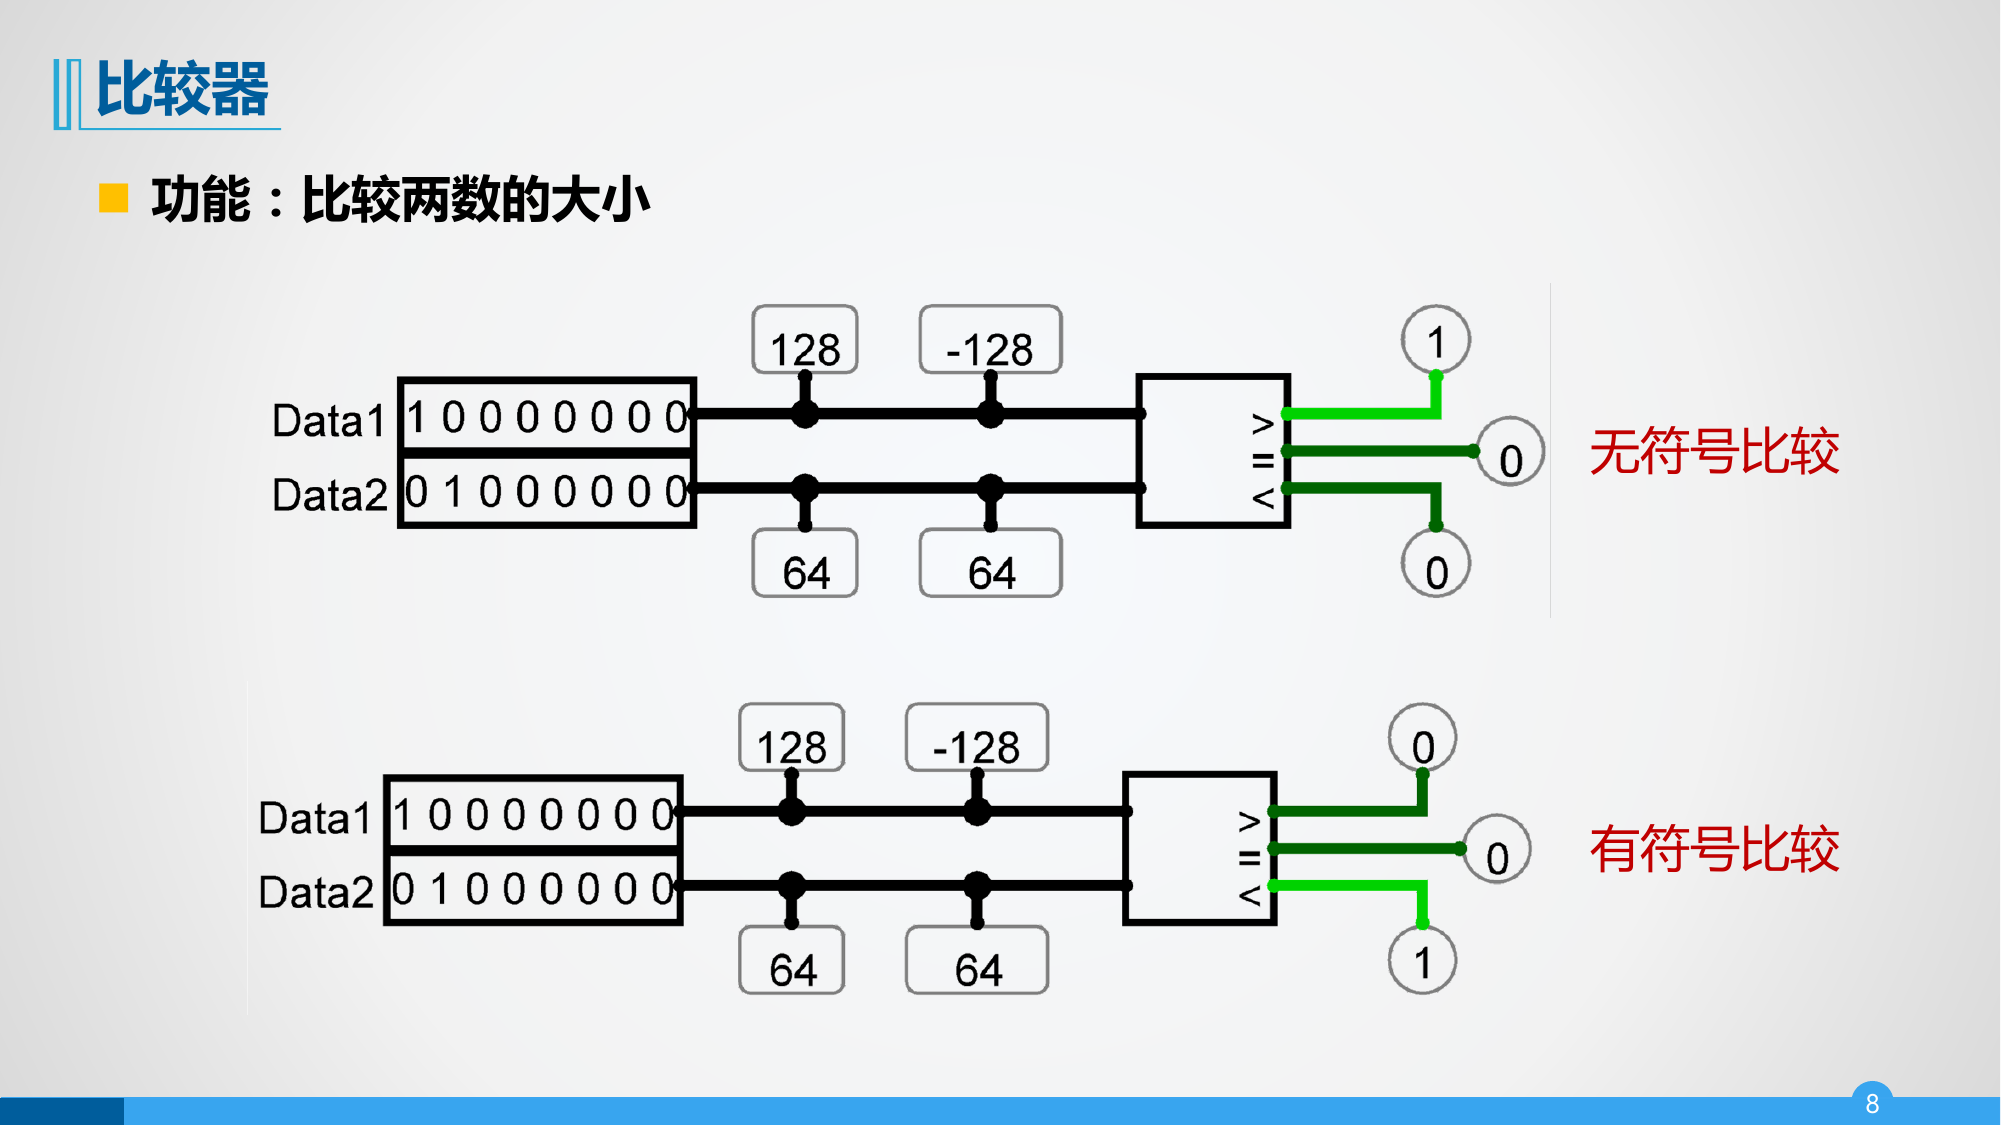 比较器
功能：比较两数的大小
128 -128 1
Data1 1 0 0 0 0 0 0 0 >
= 0 无符号比较
Data2 0 1 0 0 0 0 0 0 <
64 64 0
128 -128 0
Data1 1 0 0 0 0 0 0 0 >
= 0 有符号比较
Data2 0 1 0 0 0 0 0 0 <
64 64 1
8